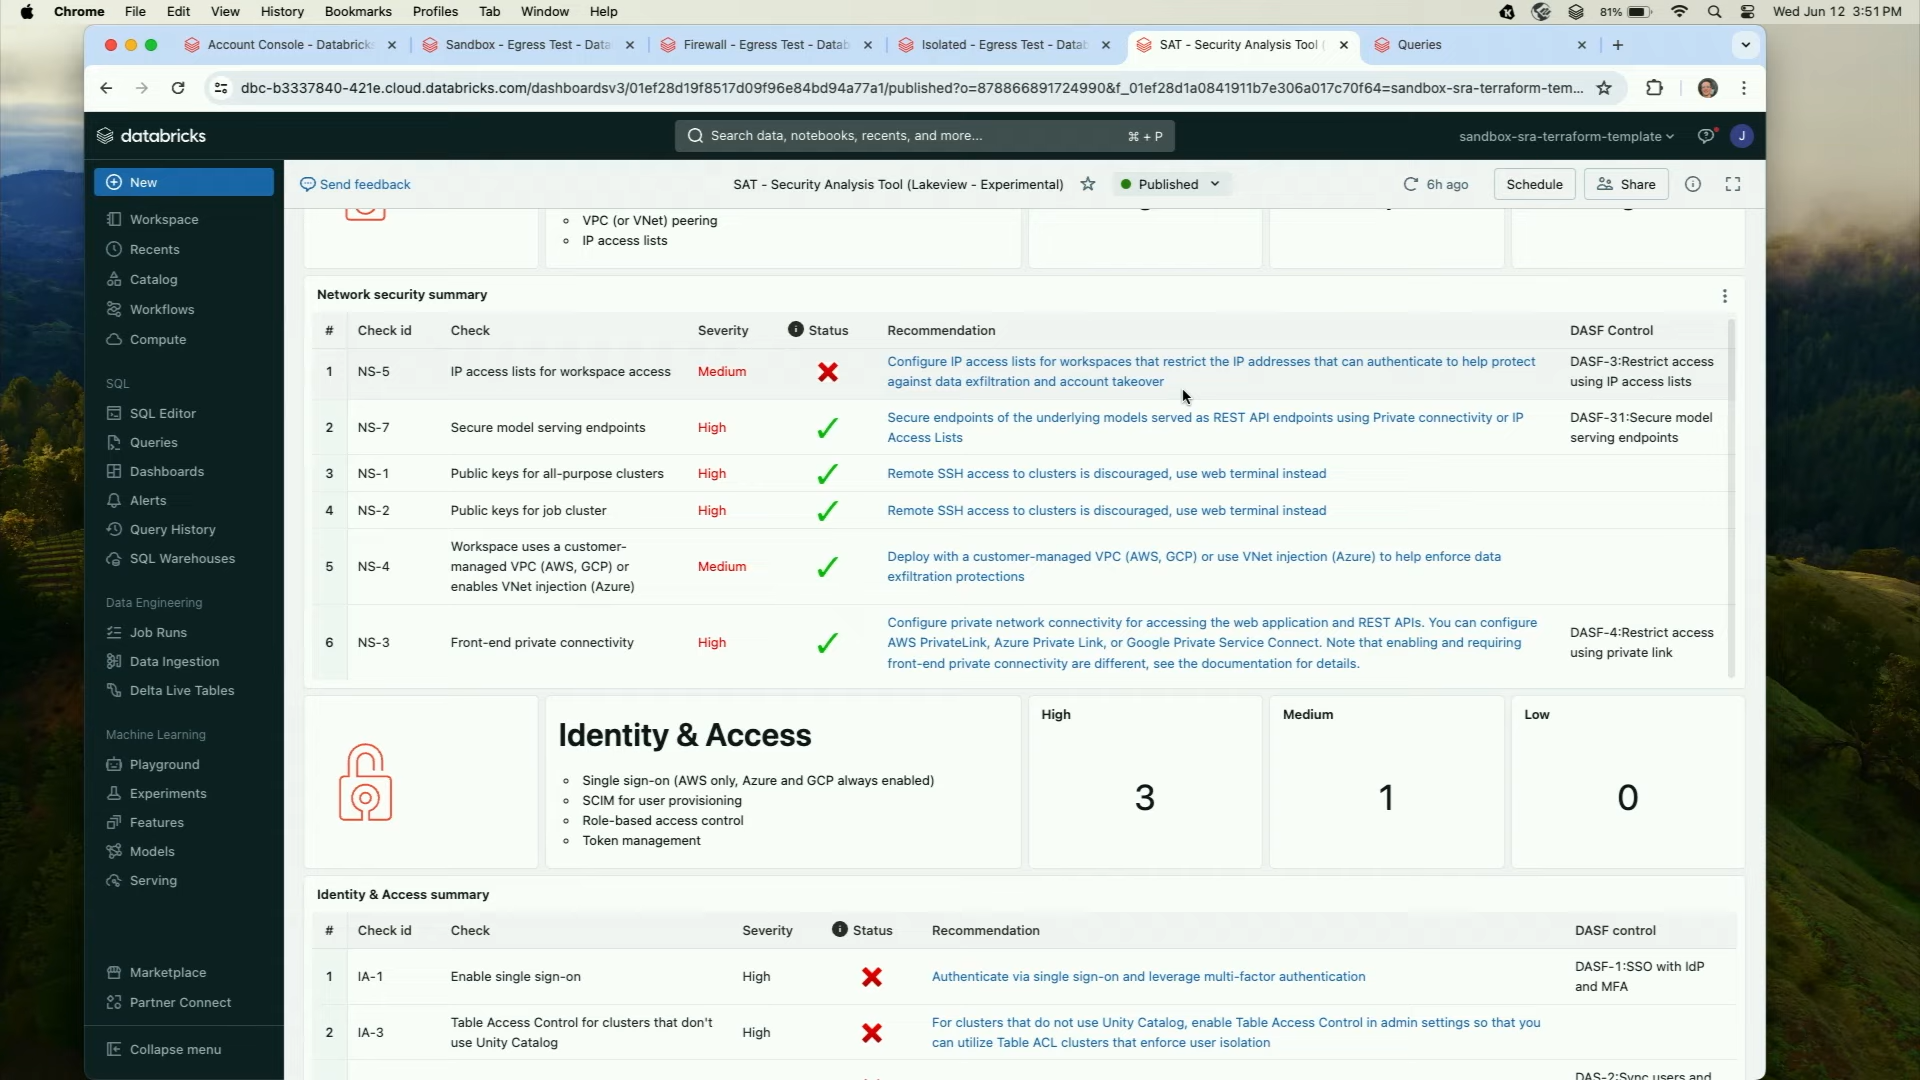 Chrome File Edit View History Bookmarks Profiles Tab Window Help 81% Wed Jun 12 3:51 PM
Account Console - Databrick Sandbox - Egress Test - Data Firewall - Egress Test - Datab Isolated - Egress Test - Datab SAT - Security Analysis Tool ( Queries
dbc-b3337840-421e.cloud.databricks.com/dashboardsv3/01ef28d19f8517d09f96e84bd94a77a1/published?o=878866891724990&f_01ef28d1a0841911b7e306a017c70f64=sandbox-sra-terraform-tem...
databricks Search data, notebooks, recents, and more... ⌘ + P sandbox-sra-terraform-template J
New
Workspace
Recents
Catalog
Workflows
Compute
SQL
SQL Editor
Queries
Dashboards
Alerts
Query History
SQL Warehouses
Data Engineering
Job Runs
Data Ingestion
Delta Live Tables
Machine Learning
Playground
Experiments
Features
Models
Serving
Marketplace
Partner Connect
Collapse menu
Send feedback SAT - Security Analysis Tool (Lakeview - Experimental) Published 6h ago Schedule Share
VPC (or VNet) peering
IP access lists
Network security summary
# Check id Check Severity Status Recommendation DASF Control
1 NS-5 IP access lists for workspace access Medium Configure IP access lists for workspaces that restrict the IP addresses that can authenticate to help protect DASF-3:Restrict access
against data exfiltration and account takeover using IP access lists
2 NS-7 Secure model serving endpoints High Secure endpoints of the underlying models served as REST API endpoints using Private connectivity or IP DASF-31:Secure model
Access Lists serving endpoints
3 NS-1 Public keys for all-purpose clusters High Remote SSH access to clusters is discouraged, use web terminal instead
4 NS-2 Public keys for job cluster High Remote SSH access to clusters is discouraged, use web terminal instead
Workspace uses a customer-
5 NS-4 managed VPC (AWS, GCP) or Medium Deploy with a customer-managed VPC (AWS, GCP) or use VNet injection (Azure) to help enforce data
enables VNet injection (Azure) exfiltration protections
Configure private network connectivity for accessing the web application and REST APIs. You can configure
6 NS-3 Front-end private connectivity High AWS PrivateLink, Azure Private Link, or Google Private Service Connect. Note that enabling and requiring DASF-4:Restrict access
front-end private connectivity are different, see the documentation for details. using private link
Identity & Access High Medium Low
Single sign-on (AWS only, Azure and GCP always enabled)
SCIM for user provisioning 3 1 0
Role-based access control
Token management
Identity & Access summary
# Check id Check Severity Status Recommendation DASF control
1 IA-1 Enable single sign-on High Authenticate via single sign-on and leverage multi-factor authentication DASF-1:SSO with IdP
and MFA
2 IA-3 Table Access Control for clusters that don't High For clusters that do not use Unity Catalog, enable Table Access Control in admin settings so that you
use Unity Catalog can utilize Table ACL clusters that enforce user isolation
DAS-2:Sync users and